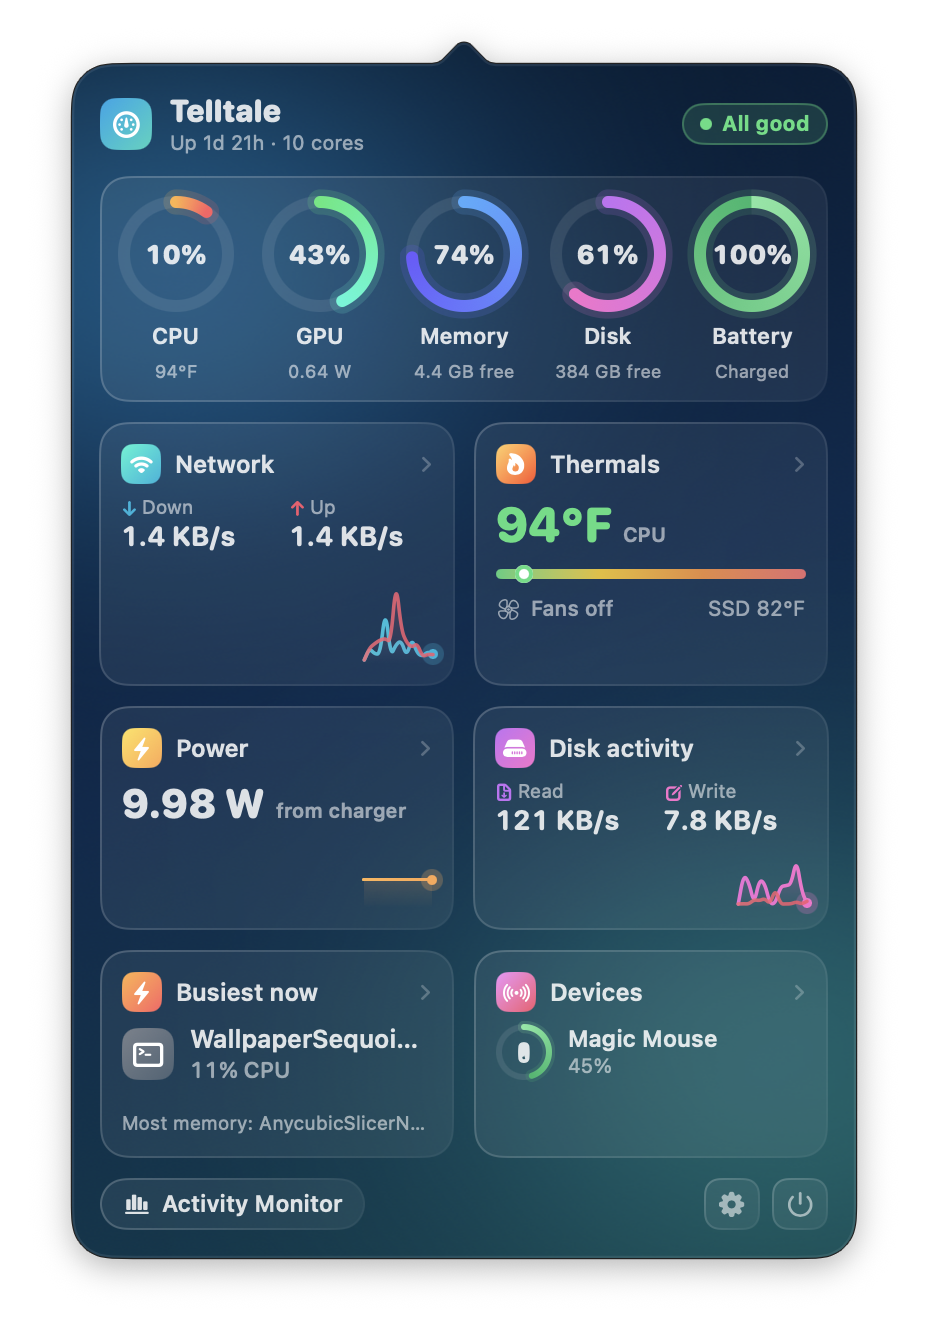 Telltale
Up 1d 21h · 10 cores
All good
10%
43%
74%
61%
100%
CPU
GPU
Memory
Disk
Battery
94°F
0.64 W
4.4 GB free
384 GB free
Charged
Network
Down
Up
1.4 KB/s
1.4 KB/s
Thermals
94°F CPU
Fans off
SSD 82°F
Power
9.98 W from charger
Disk activity
Read
Write
121 KB/s
7.8 KB/s
Busiest now
WallpaperSequoi...
11% CPU
Most memory: AnycubicSlicerN...
Devices
Magic Mouse
45%
Activity Monitor